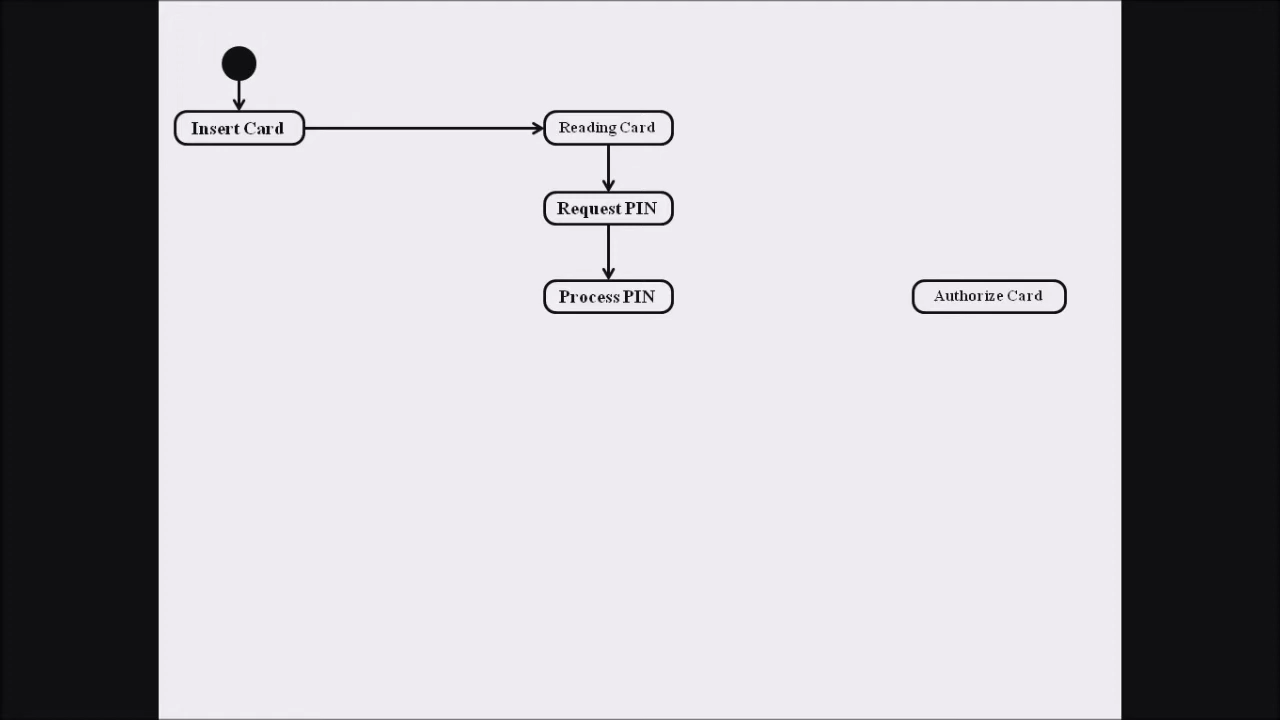 Insert Card
Reading Card
Request PIN
Process PIN
Authorize Card